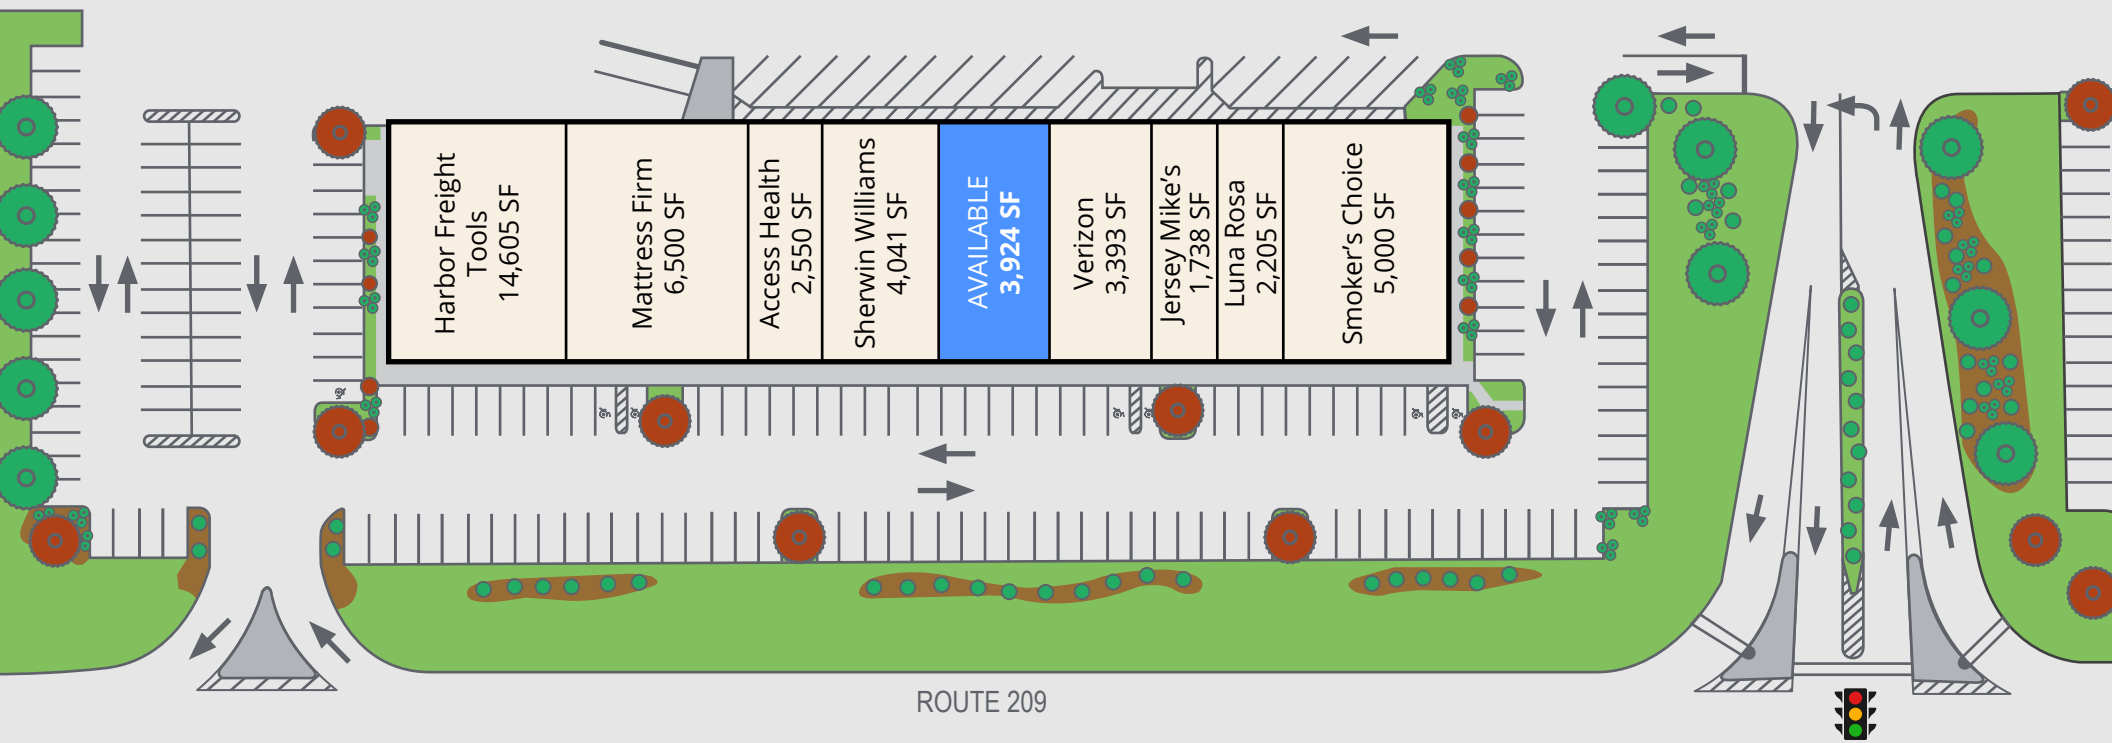 Harbor Freight
Tools
14,605 SF
Mattress Firm
6,500 SF
Access Health
2,550 SF
Sherwin Williams
4,041 SF
AVAILABLE
3,924 SF
Verizon
3,393 SF
Jersey Mike's
1,738 SF
Luna Rosa
2,205 SF
Smoker's Choice
5,000 SF
ROUTE 209